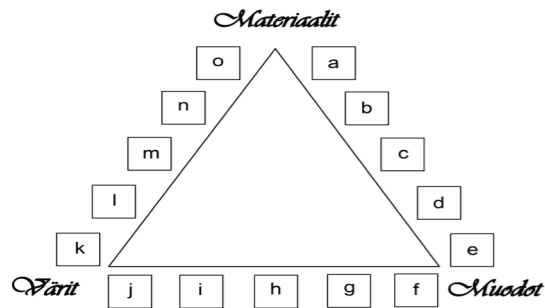 Materiaalit
o a
n b
m c
l d
k e
Värit j i h g f Muodot